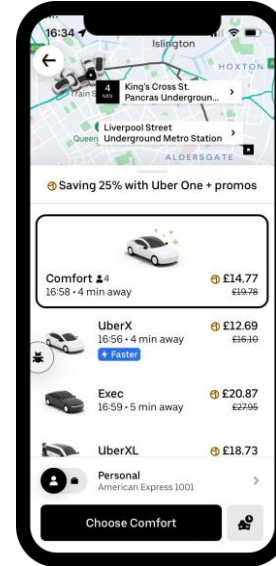 16:34
Islington
HOXTON
4
MIN
King's Cross St.
Pancras Undergroun...
Train S
Liverpool Street
Underground Metro Station
Queen
ALDERSGATE
Saving 25% with Uber One + promos
Comfort 4
£14.77
16:58 • 4 min away
£19.78
UberX
£12.69
16:56 • 4 min away
£16.10
Faster
Exec
£20.87
16:59 • 5 min away
£27.95
UberXL
£18.73
Personal
American Express 1001
Choose Comfort